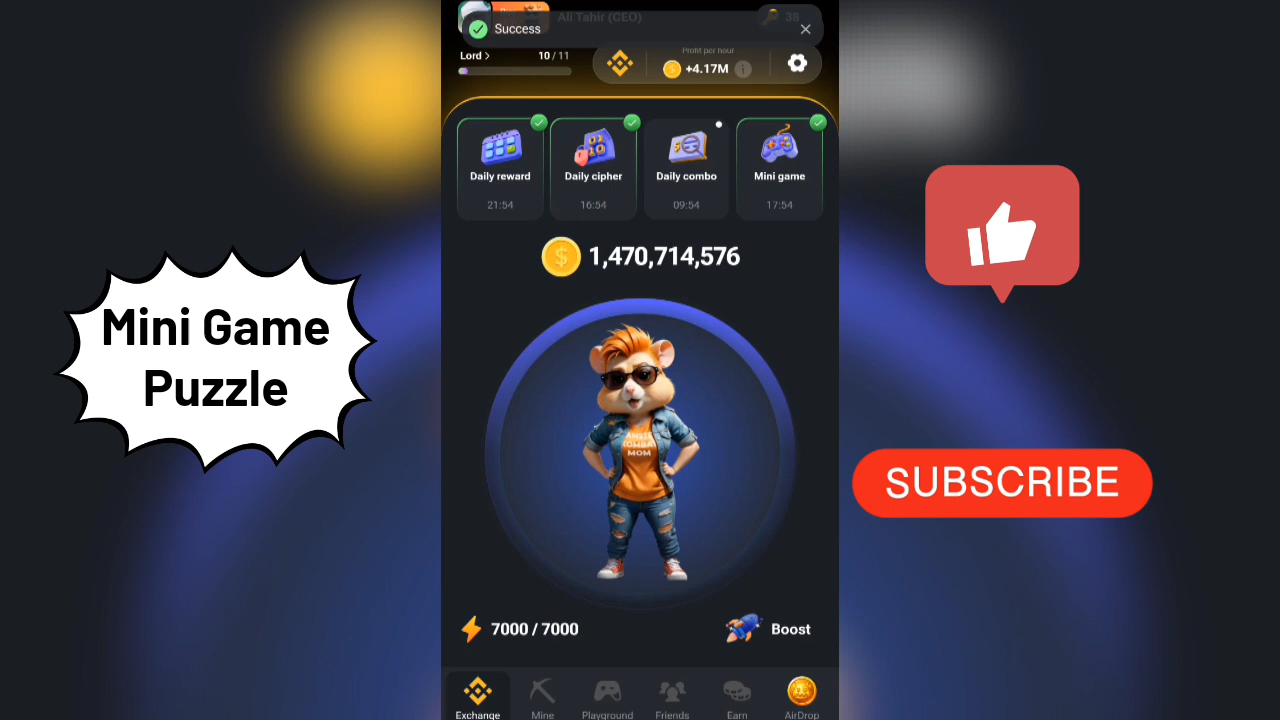 Ali Tahir (CEO)
38
Success
Lord >
10 / 11
Profit per hour
+4.17M
Daily reward
21:54
Daily cipher
16:54
Daily combo
09:54
Mini game
17:54
1,470,714,576
Mini Game
Puzzle
SUBSCRIBE
MOM
7000 / 7000
Boost
Exchange
Mine
Playground
Friends
Earn
AirDrop